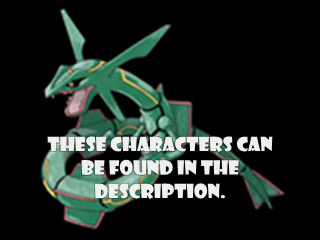 THESE CHARACTERS CAN
BE FOUND IN THE
DESCRIPTION.